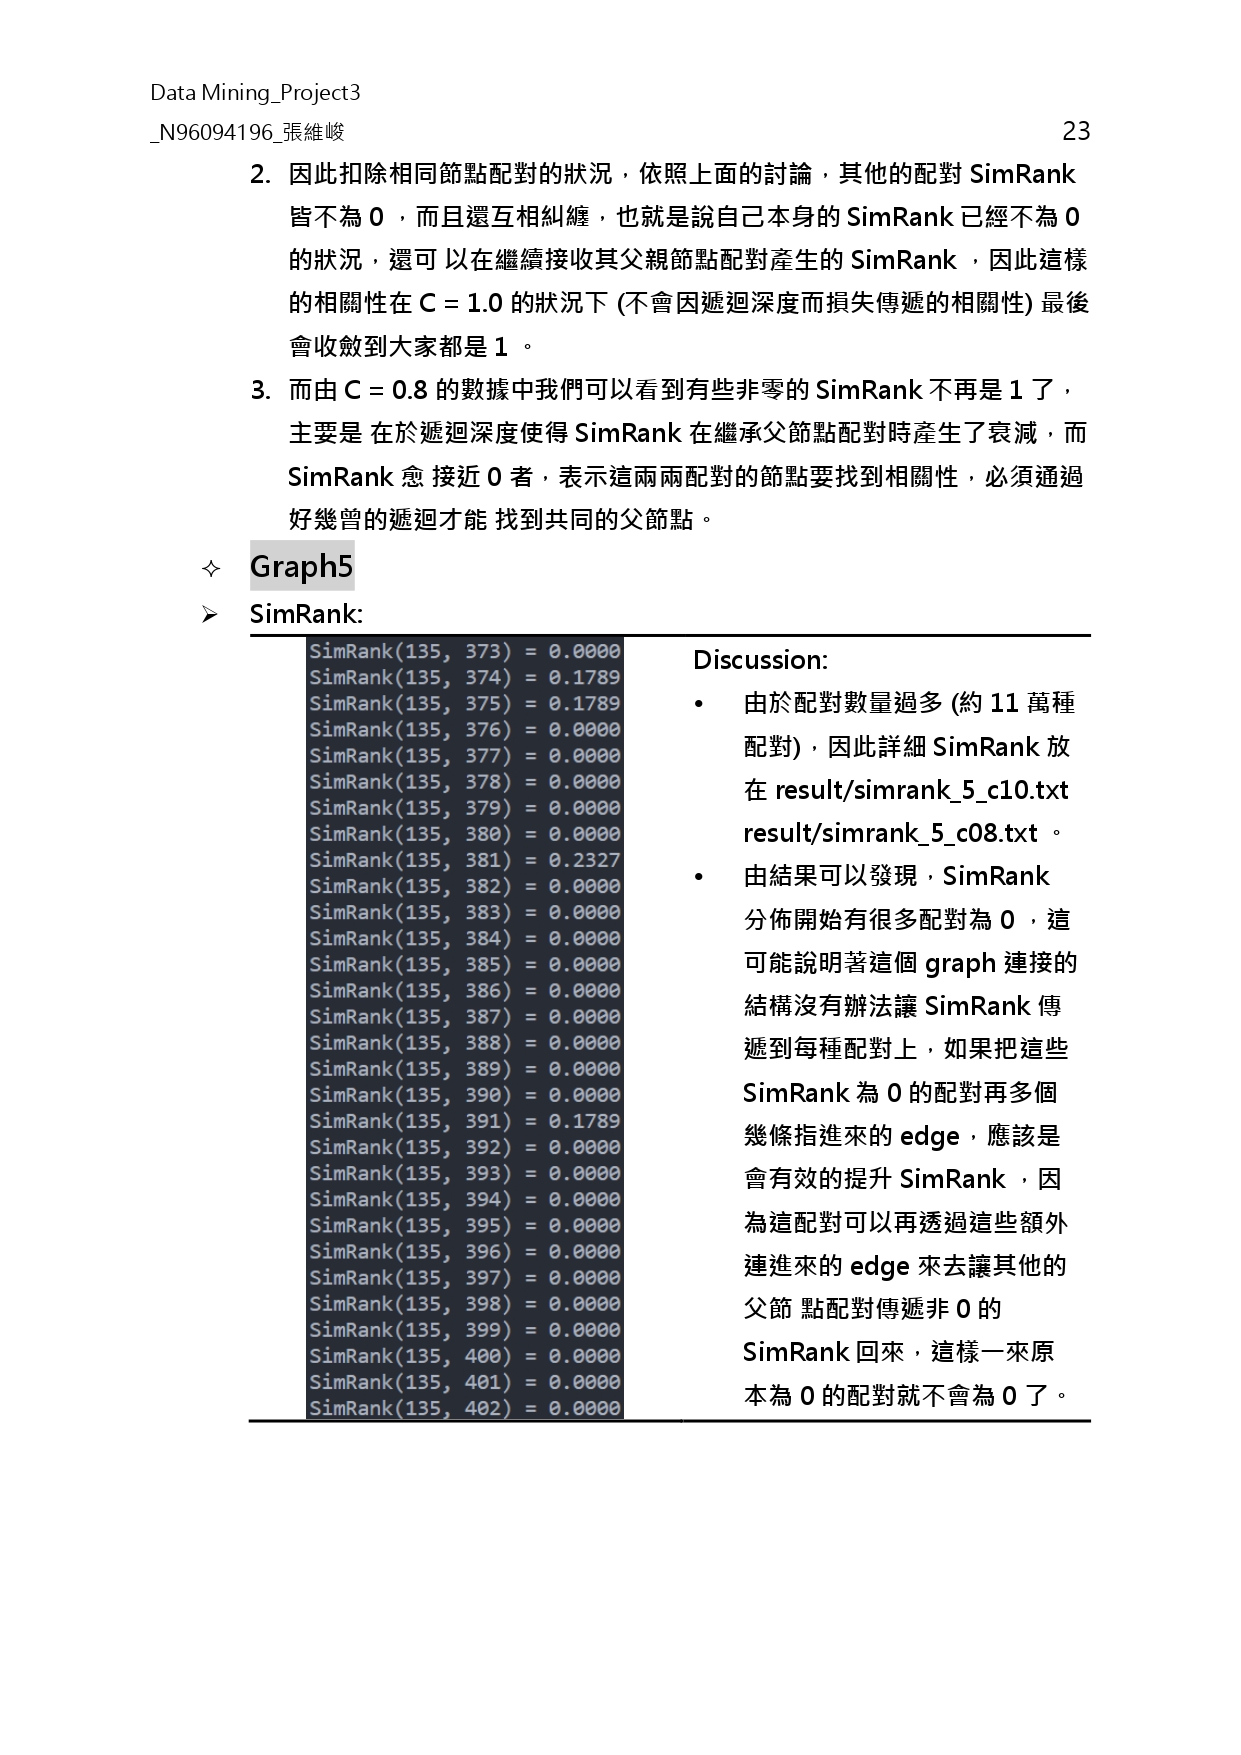 Data Mining_Project3
_N96094196_張維峻 23
2. 因此扣除相同節點配對的狀況，依照上面的討論，其他的配對 SimRank
皆不為 0 ，而且還互相糾纏，也就是說自己本身的 SimRank 已經不為 0
的狀況，還可 以在繼續接收其父親節點配對產生的 SimRank ，因此這樣
的相關性在 C = 1.0 的狀況下 (不會因遞迴深度而損失傳遞的相關性) 最後
會收斂到大家都是 1 。
3. 而由 C = 0.8 的數據中我們可以看到有些非零的 SimRank 不再是 1 了，
主要是 在於遞迴深度使得 SimRank 在繼承父節點配對時產生了衰減，而
SimRank 愈 接近 0 者，表示這兩兩配對的節點要找到相關性，必須通過
好幾曾的遞迴才能 找到共同的父節點。
✧ Graph5
➢ SimRank:
SimRank(135, 373) = 0.0000
SimRank(135, 374) = 0.1789
SimRank(135, 375) = 0.1789
SimRank(135, 376) = 0.0000
SimRank(135, 377) = 0.0000
SimRank(135, 378) = 0.0000
SimRank(135, 379) = 0.0000
SimRank(135, 380) = 0.0000
SimRank(135, 381) = 0.2327
SimRank(135, 382) = 0.0000
SimRank(135, 383) = 0.0000
SimRank(135, 384) = 0.0000
SimRank(135, 385) = 0.0000
SimRank(135, 386) = 0.0000
SimRank(135, 387) = 0.0000
SimRank(135, 388) = 0.0000
SimRank(135, 389) = 0.0000
SimRank(135, 390) = 0.0000
SimRank(135, 391) = 0.1789
SimRank(135, 392) = 0.0000
SimRank(135, 393) = 0.0000
SimRank(135, 394) = 0.0000
SimRank(135, 395) = 0.0000
SimRank(135, 396) = 0.0000
SimRank(135, 397) = 0.0000
SimRank(135, 398) = 0.0000
SimRank(135, 399) = 0.0000
SimRank(135, 400) = 0.0000
SimRank(135, 401) = 0.0000
SimRank(135, 402) = 0.0000
Discussion:
• 由於配對數量過多 (約 11 萬種
配對)，因此詳細 SimRank 放
在 result/simrank_5_c10.txt
result/simrank_5_c08.txt 。
• 由結果可以發現，SimRank
分佈開始有很多配對為 0 ，這
可能說明著這個 graph 連接的
結構沒有辦法讓 SimRank 傳
遞到每種配對上，如果把這些
SimRank 為 0 的配對再多個
幾條指進來的 edge，應該是
會有效的提升 SimRank ，因
為這配對可以再透過這些額外
連進來的 edge 來去讓其他的
父節 點配對傳遞非 0 的
SimRank 回來，這樣一來原
本為 0 的配對就不會為 0 了。